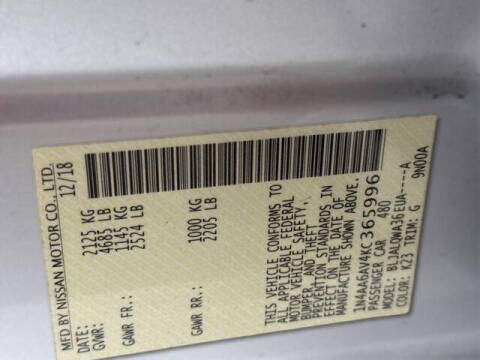 MFD BY NISSAN MOTOR CO., LTD.
DATE: 12/18
GVWR: 2125 KG
4685 LB
GAWR FR.: 1145 KG
2524 LB
GAWR RR.: 1000 KG
2205 LB
THIS VEHICLE CONFORMS TO
ALL APPLICABLE FEDERAL
MOTOR VEHICLE SAFETY,
BUMPER, AND THEFT
PREVENTION STANDARDS IN
EFFECT ON THE DATE OF
MANUFACTURE SHOWN ABOVE.
1N4AA6AV4KC365996
PASSENGER CAR 480
MODEL: BLJALOWA36EUA----A
COLOR: K23 TRIM: G 9N00A